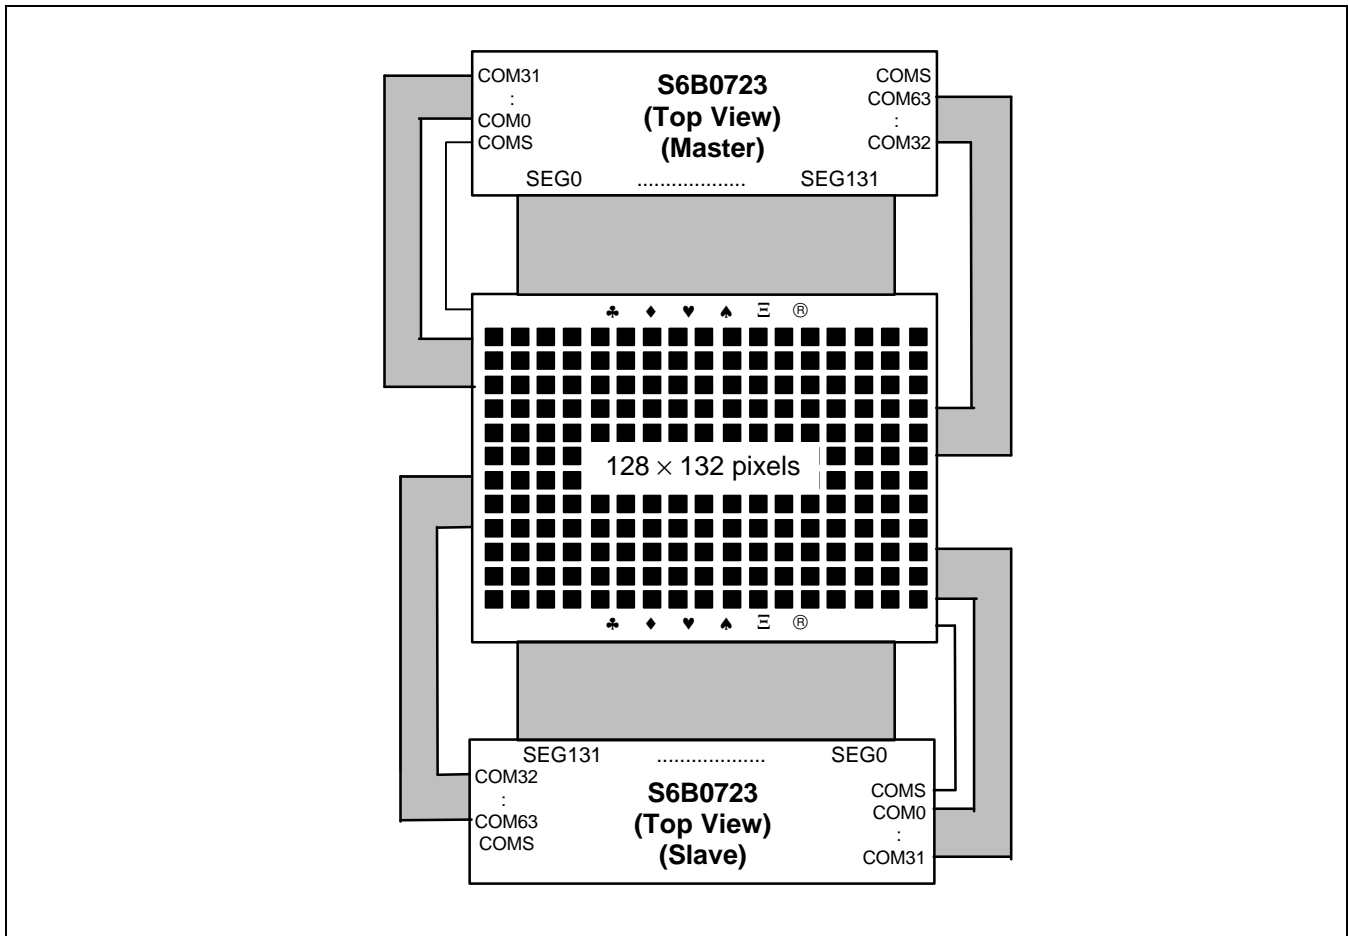 COM31
:
COM0
COMS
S6B0723
(Top View)
(Master)
COMS
COM63
:
COM32
SEG0 ................... SEG131
♣ ♦ ♥ ♠ Ξ ®
128 × 132 pixels
♣ ♦ ♥ ♠ Ξ ®
SEG131 ................... SEG0
COM32
:
COM63
COMS
S6B0723
(Top View)
(Slave)
COMS
COM0
:
COM31